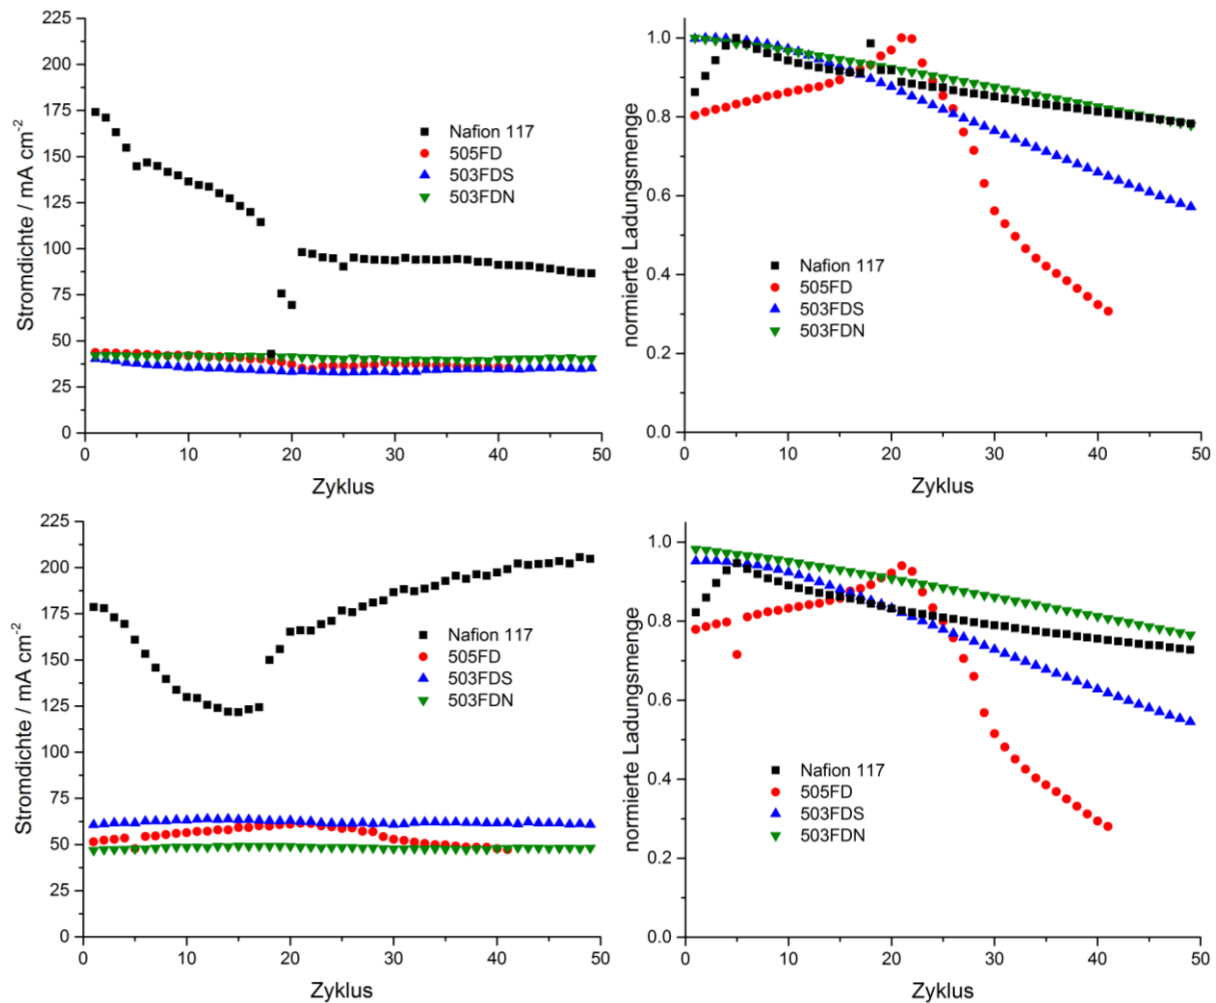 Stromdichte / mA cm⁻²
225
200
175
150
125
100
75
50
25
0
Nafion 117
505FD
503FDS
503FDN
0 10 20 30 40 50
Zyklus
normierte Ladungsmenge
1.0
0.8
0.6
0.4
0.2
0.0
Nafion 117
505FD
503FDS
503FDN
0 10 20 30 40 50
Zyklus
Stromdichte / mA cm⁻²
225
200
175
150
125
100
75
50
25
0
Nafion 117
505FD
503FDS
503FDN
0 10 20 30 40 50
Zyklus
normierte Ladungsmenge
1.0
0.8
0.6
0.4
0.2
0.0
Nafion 117
505FD
503FDS
503FDN
0 10 20 30 40 50
Zyklus